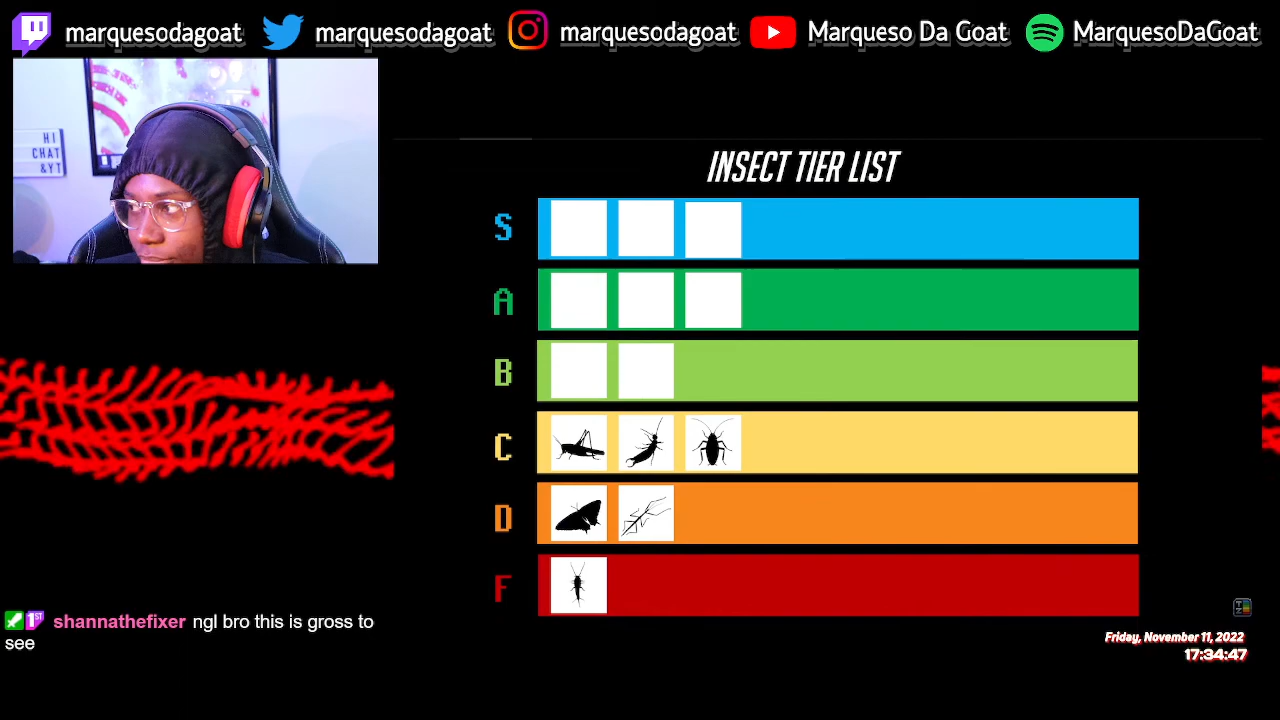 marquesodagoat marquesodagoat marquesodagoat Marqueso Da Goat MarquesoDaGoat
HI
CHAT
&YT
INSECT TIER LIST
S
A
B
C
D
F
1ST shannathefixer ngl bro this is gross to
see
Friday, November 11, 2022
17:34:47